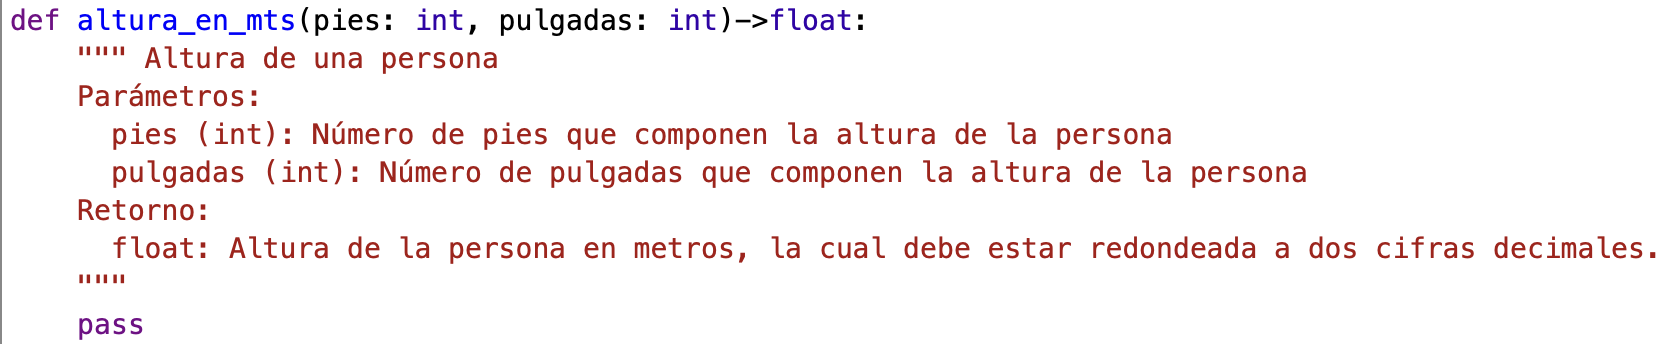 def altura_en_mts(pies: int, pulgadas: int)->float:
    """ Altura de una persona
    Parámetros:
      pies (int): Número de pies que componen la altura de la persona
      pulgadas (int): Número de pulgadas que componen la altura de la persona
    Retorno:
      float: Altura de la persona en metros, la cual debe estar redondeada a dos cifras decimales.
    """
    pass